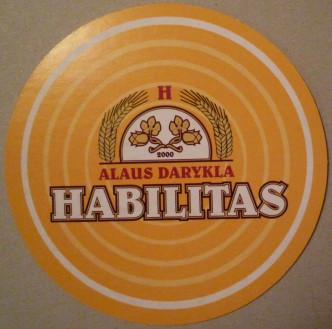 H
2000
ALAUS DARYKLA
HABILITAS